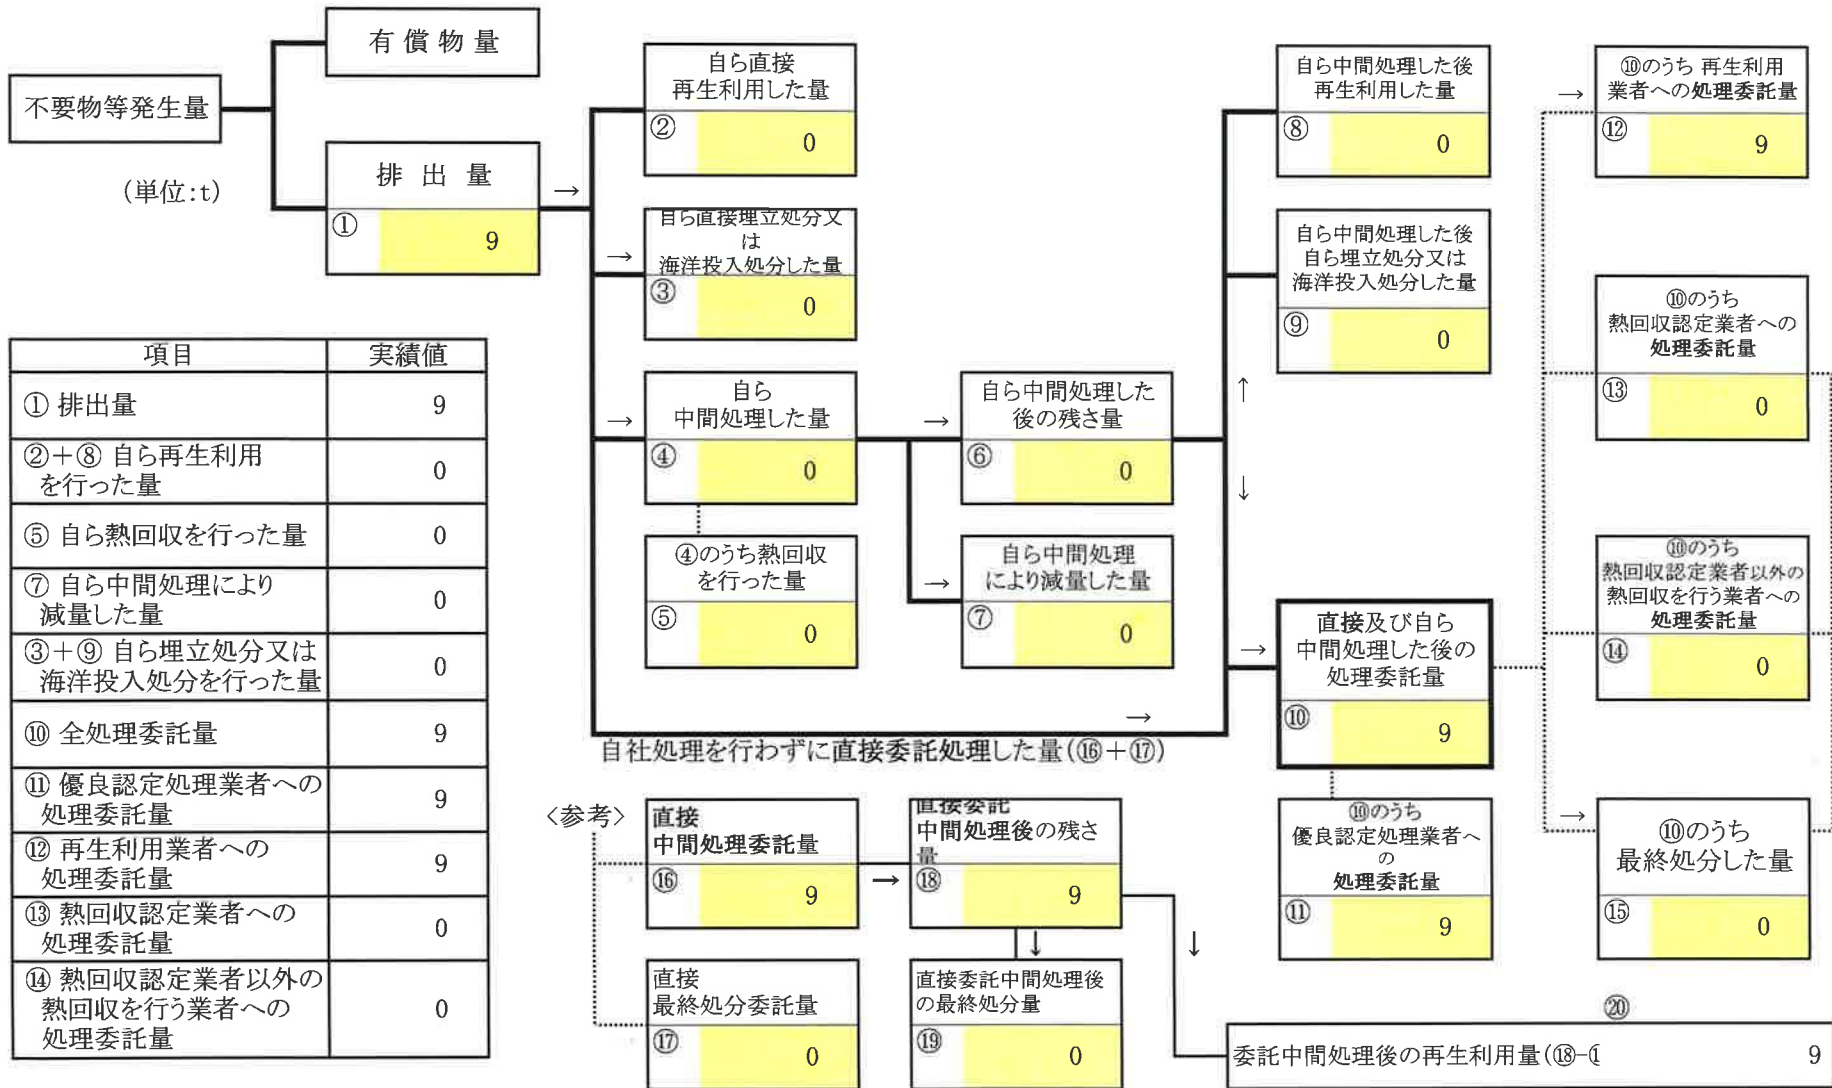 有償物量
不要物等発生量
(単位:t)
排出量
→
① 9
自ら直接
再生利用した量
② 0
自ら直接埋立処分又
は
海洋投入処分した量
→
③ 0
自ら
中間処理した量
→
④ 0
④のうち熱回収
を行った量
⑤ 0
自ら中間処理した
後の残さ量
→
⑥ 0
自ら中間処理
により減量した量
→
⑦ 0
自ら中間処理した後
再生利用した量
⑧ 0
自ら中間処理した後
自ら埋立処分又は
海洋投入処分した量
⑨ 0
↑
↓
直接及び自ら
中間処理した後の
処理委託量
→
⑩ 9
⑩のうち
優良認定処理業者へ
の
処理委託量
⑪ 9
⑩のうち 再生利用
業者への処理委託量
→
⑫ 9
⑩のうち
熱回収認定業者への
処理委託量
⑬ 0
⑩のうち
熱回収認定業者以外の
熱回収を行う業者への
処理委託量
⑭ 0
⑩のうち
最終処分した量
→
⑮ 0
→
自社処理を行わずに直接委託処理した量(⑯+⑰)
<参考>
直接
中間処理委託量
⑯ 9
→
直接委託
中間処理後の残さ
量
⑱ 9
↓
↓
直接
最終処分委託量
⑰ 0
直接委託中間処理後
の最終処分量
⑲ 0
⑳
委託中間処理後の再生利用量(⑱-
9
項目 実績値
① 排出量 9
②+⑧ 自ら再生利用
を行った量 0
⑤ 自ら熱回収を行った量 0
⑦ 自ら中間処理により
減量した量 0
③+⑨ 自ら埋立処分又は
海洋投入処分を行った量 0
⑩ 全処理委託量 9
⑪ 優良認定処理業者への
処理委託量 9
⑫ 再生利用業者への
処理委託量 9
⑬ 熱回収認定業者への
処理委託量 0
⑭ 熱回収認定業者以外の
熱回収を行う業者への
処理委託量 0